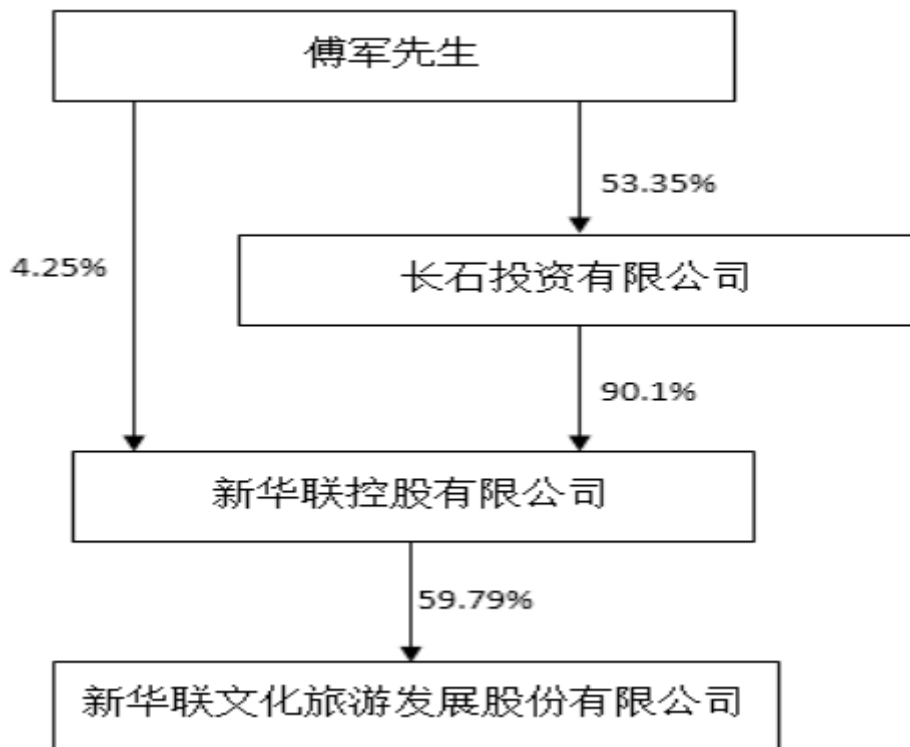 傅军先生
53.35%
4.25%
长石投资有限公司
90.1%
新华联控股有限公司
59.79%
新华联文化旅游发展股份有限公司